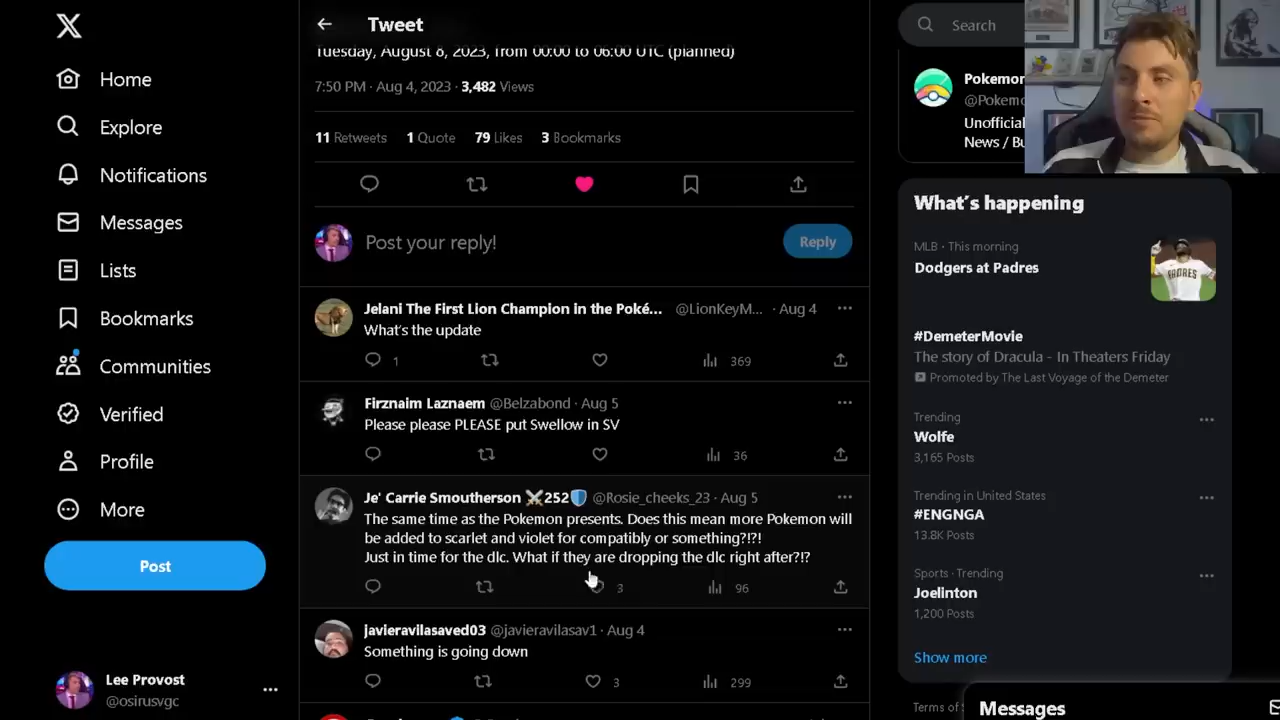 Home
Explore
Notifications
Messages
Lists
Bookmarks
Communities
Verified
Profile
More
Post
Lee Provost
@osirusvgc
Tweet
Tuesday, August 8, 2023, from 00:00 to 06:00 UTC (planned)
7:50 PM · Aug 4, 2023 · 3,482 Views
11 Retweets 1 Quote 79 Likes 3 Bookmarks
Post your reply!
Reply
Jelani The First Lion Champion in the Poké... @LionKeyM... · Aug 4
What's the update
1 369
Firznaim Laznaem @Belzabond · Aug 5
Please please PLEASE put Swellow in SV
36
Je' Carrie Smoutherson ⚔️252🛡️ @Rosie_cheeks_23 · Aug 5
The same time as the Pokemon presents. Does this mean more Pokemon will
be added to scarlet and violet for compatibly or something?!?!
Just in time for the dlc. What if they are dropping the dlc right after?!?
3 96
javieravilasaved03 @javieravilasav1 · Aug 4
Something is going down
3 299
Search
Pokemon
@Pokemo
Unofficial
News / Bu
What's happening
MLB · This morning
Dodgers at Padres
PADRES
#DemeterMovie
The story of Dracula - In Theaters Friday
Promoted by The Last Voyage of the Demeter
Trending
Wolfe
3,165 Posts
Trending in United States
#ENGNGA
13.8K Posts
Sports · Trending
Joelinton
1,200 Posts
Show more
Terms of
Messages